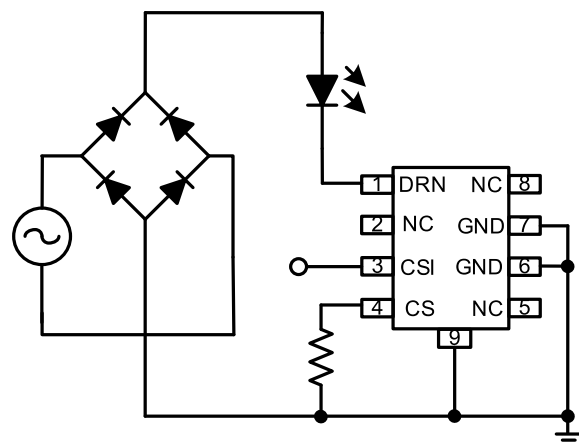 1 DRN NC 8
2 NC GND 7
3 CSI GND 6
4 CS NC 5
9